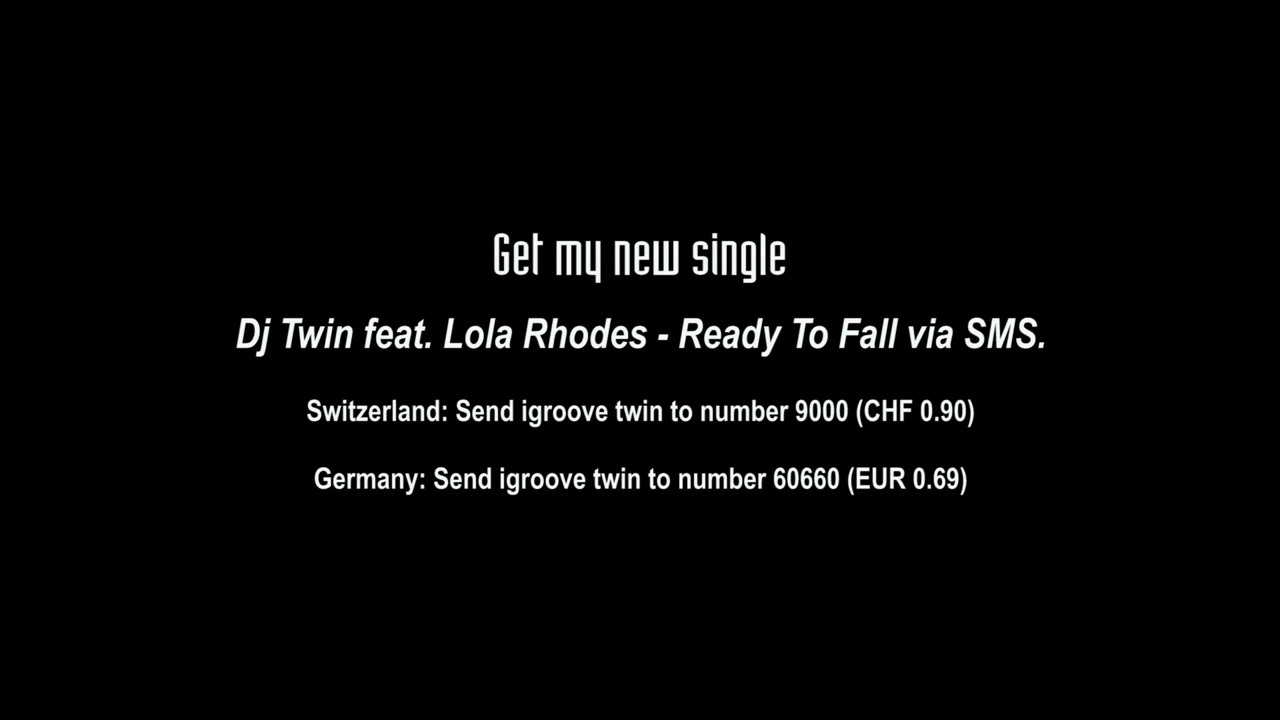 Get my new single
Dj Twin feat. Lola Rhodes - Ready To Fall via SMS.
Switzerland: Send igroove twin to number 9000 (CHF 0.90)
Germany: Send igroove twin to number 60660 (EUR 0.69)